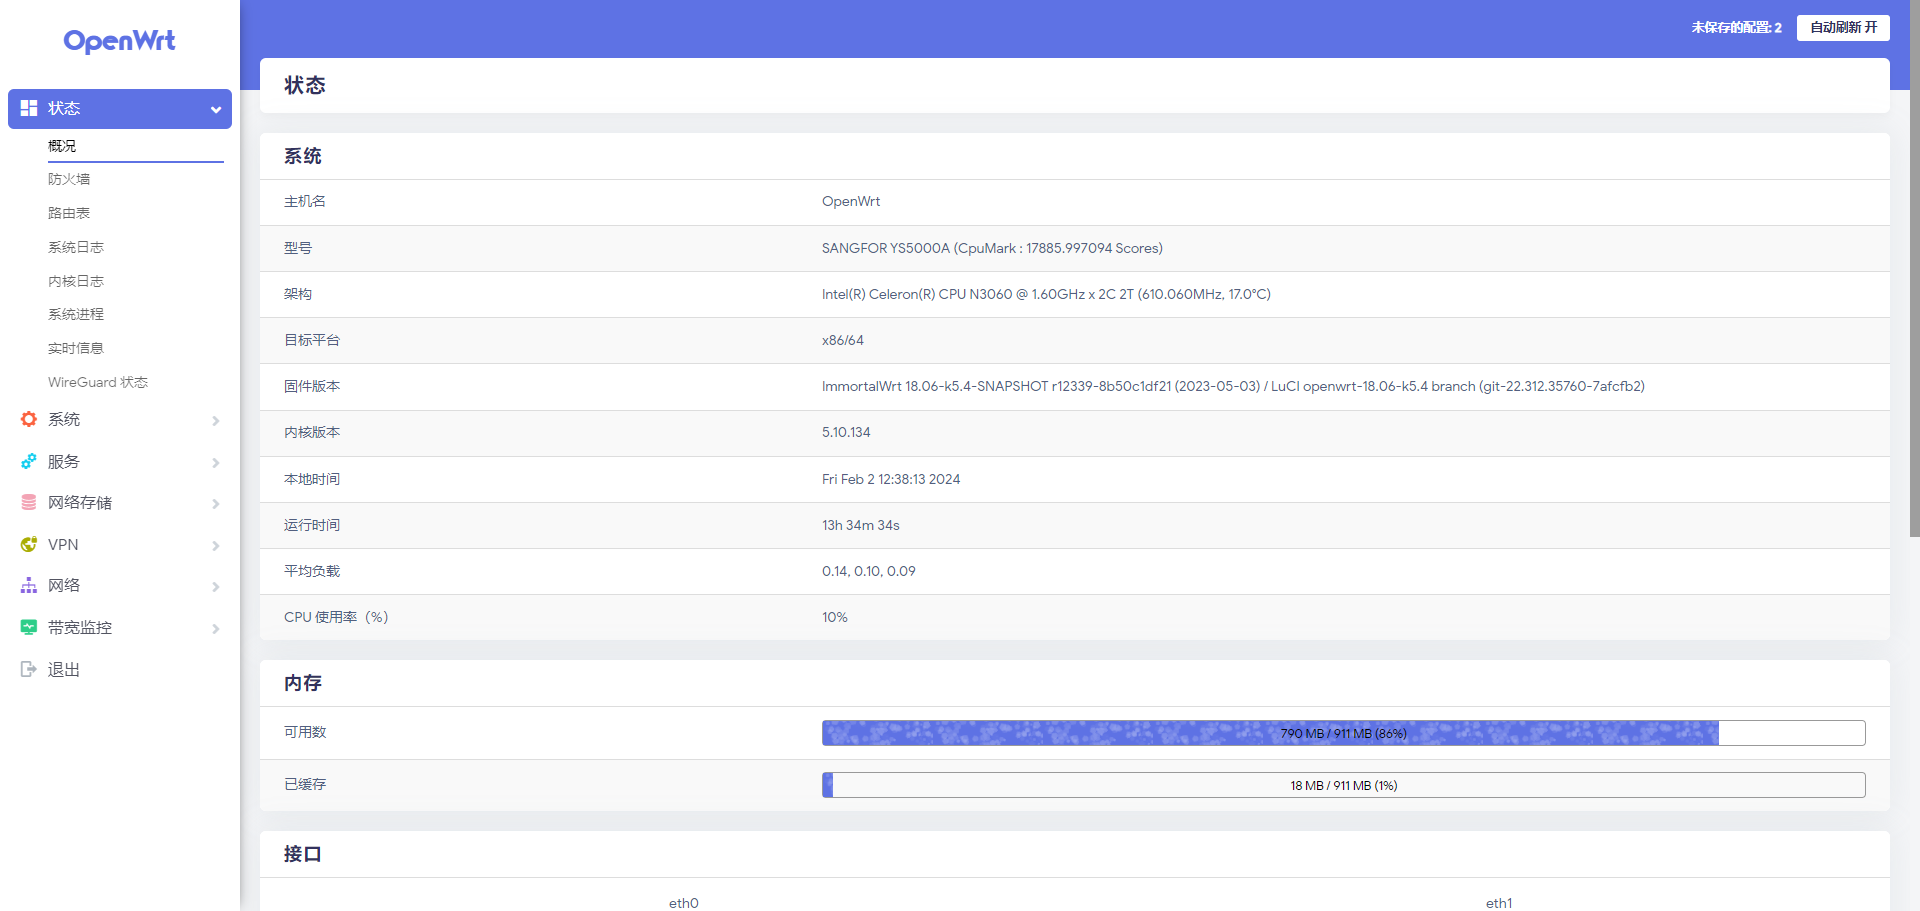 OpenWrt
未保存的配置: 2
自动刷新 开
状态
概况
防火墙
路由表
系统日志
内核日志
系统进程
实时信息
WireGuard 状态
系统
服务
网络存储
VPN
网络
带宽监控
退出
状态
系统
主机名 OpenWrt
型号 SANGFOR YS5000A (CpuMark : 17885.997094 Scores)
架构 Intel(R) Celeron(R) CPU N3060 @ 1.60GHz x 2C 2T (610.060MHz, 17.0°C)
目标平台 x86/64
固件版本 ImmortalWrt 18.06-k5.4-SNAPSHOT r12339-8b50c1df21 (2023-05-03) / LuCI openwrt-18.06-k5.4 branch (git-22.312.35760-7afcfb2)
内核版本 5.10.134
本地时间 Fri Feb 2 12:38:13 2024
运行时间 13h 34m 34s
平均负载 0.14, 0.10, 0.09
CPU 使用率（%） 10%
内存
可用数 790 MB / 911 MB (86%)
已缓存 18 MB / 911 MB (1%)
接口
eth0 eth1